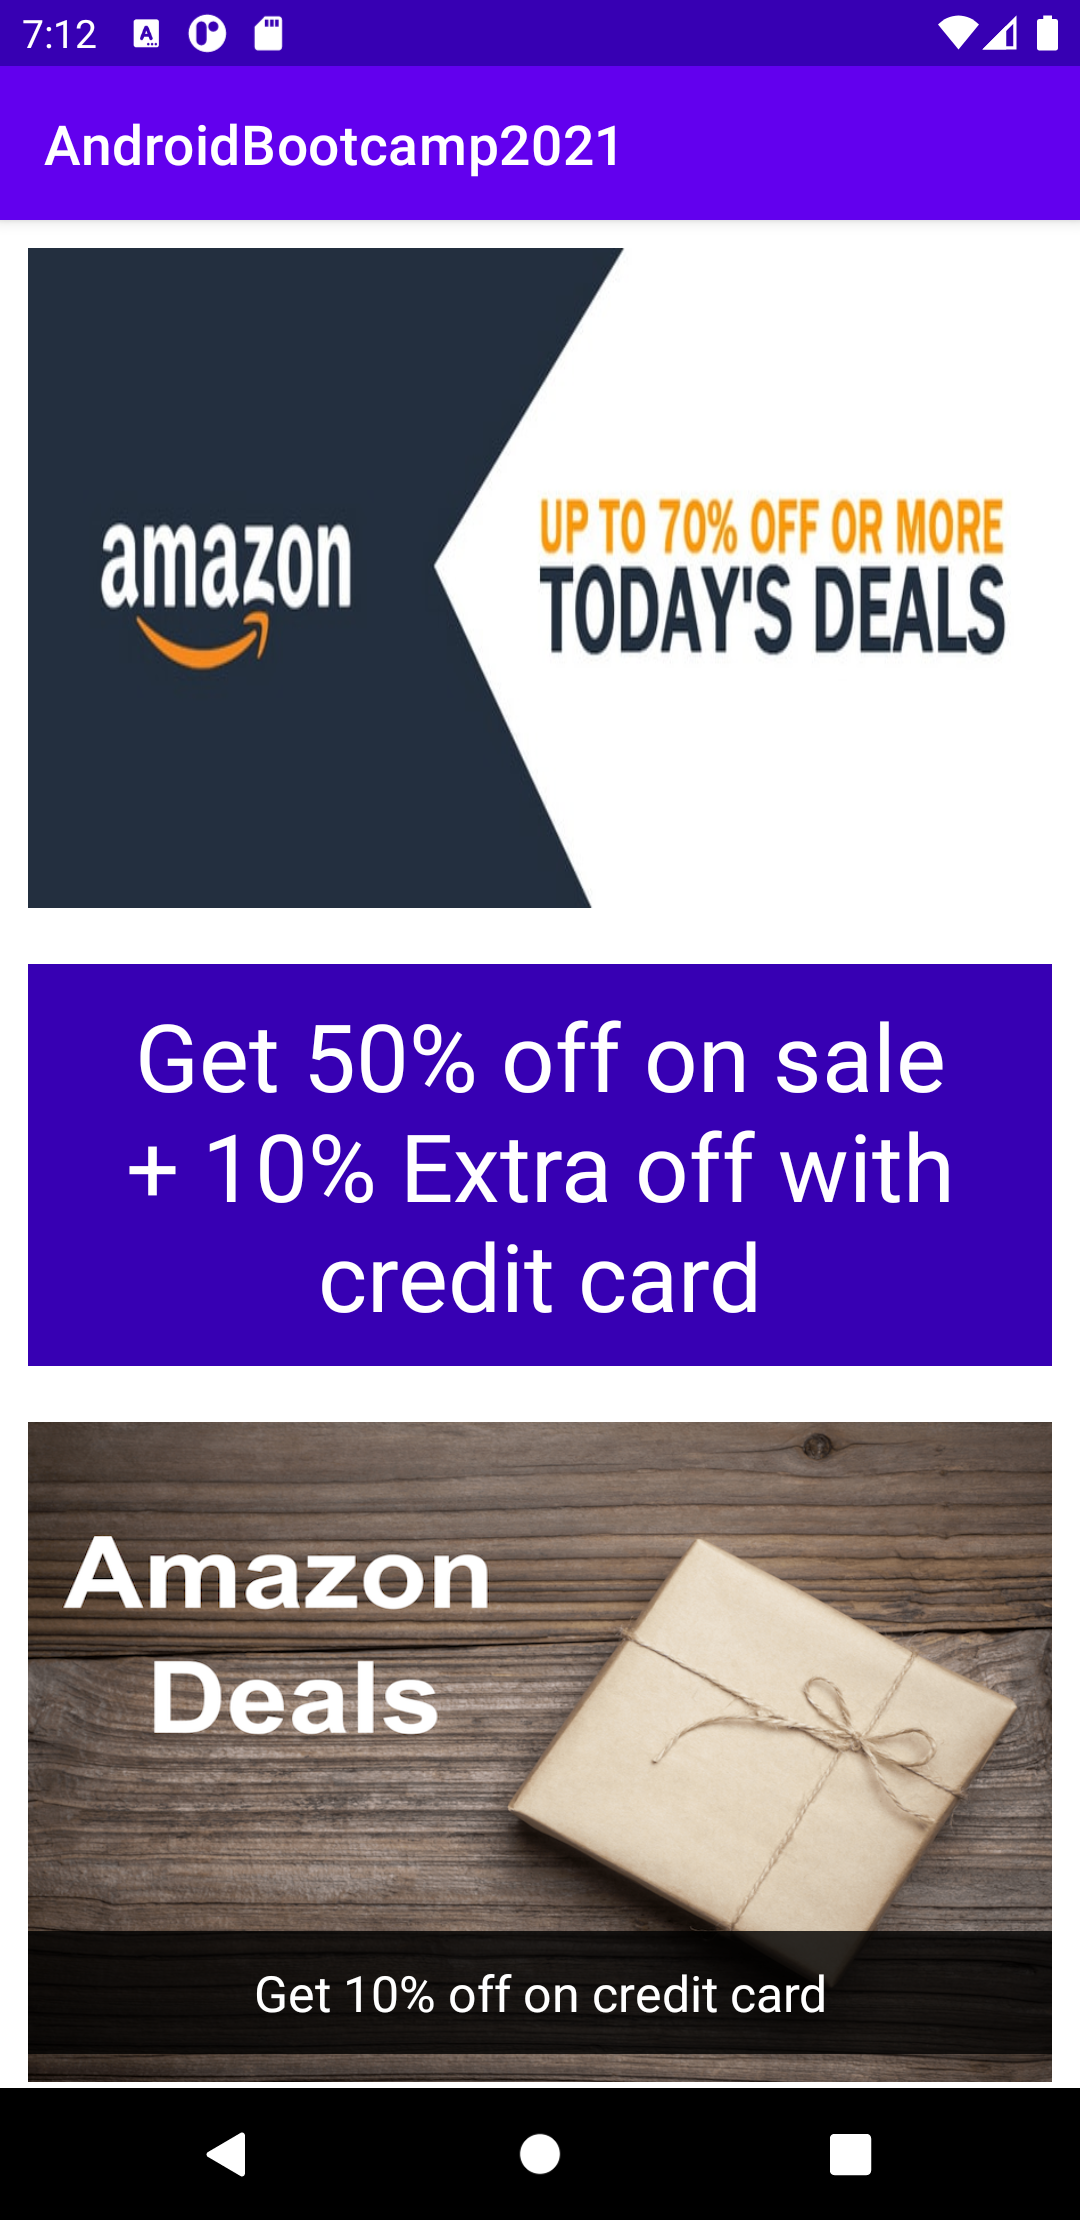 7:12
AndroidBootcamp2021
amazon
UP TO 70% OFF OR MORE
TODAY'S DEALS
Get 50% off on sale
+ 10% Extra off with
credit card
Amazon
Deals
Get 10% off on credit card